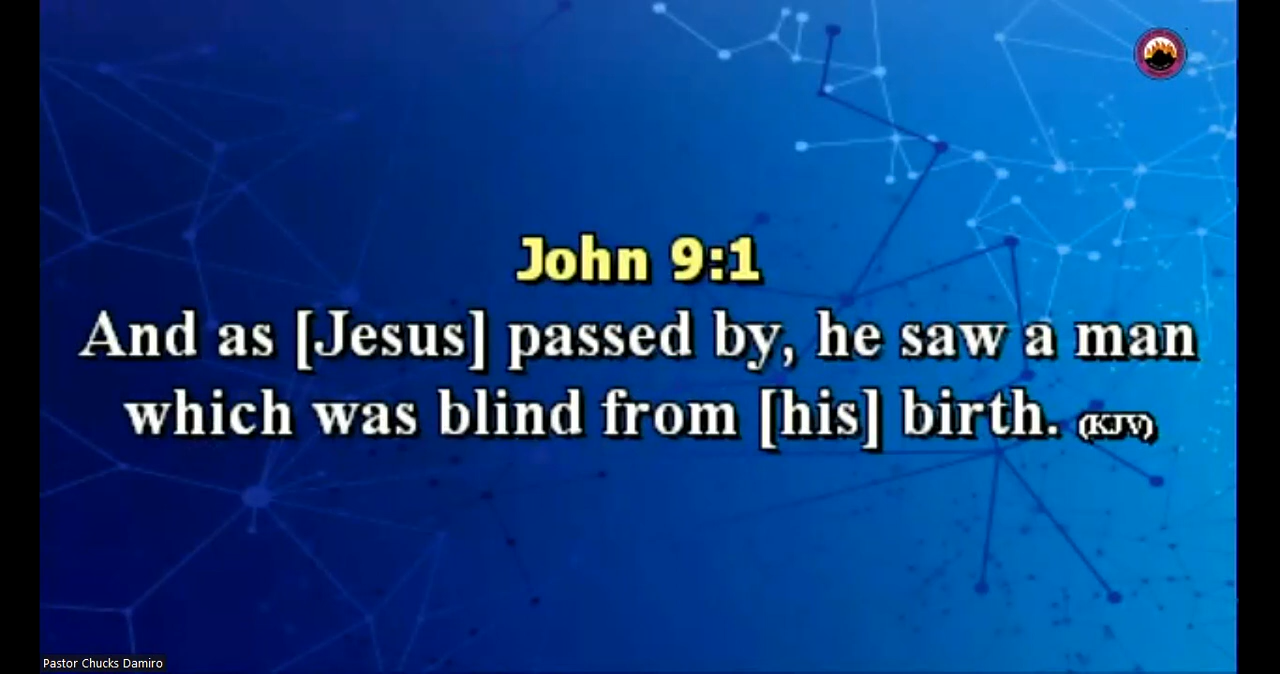 John 9:1
And as [Jesus] passed by, he saw a man
which was blind from [his] birth. (KJV)
Pastor Chucks Damiro